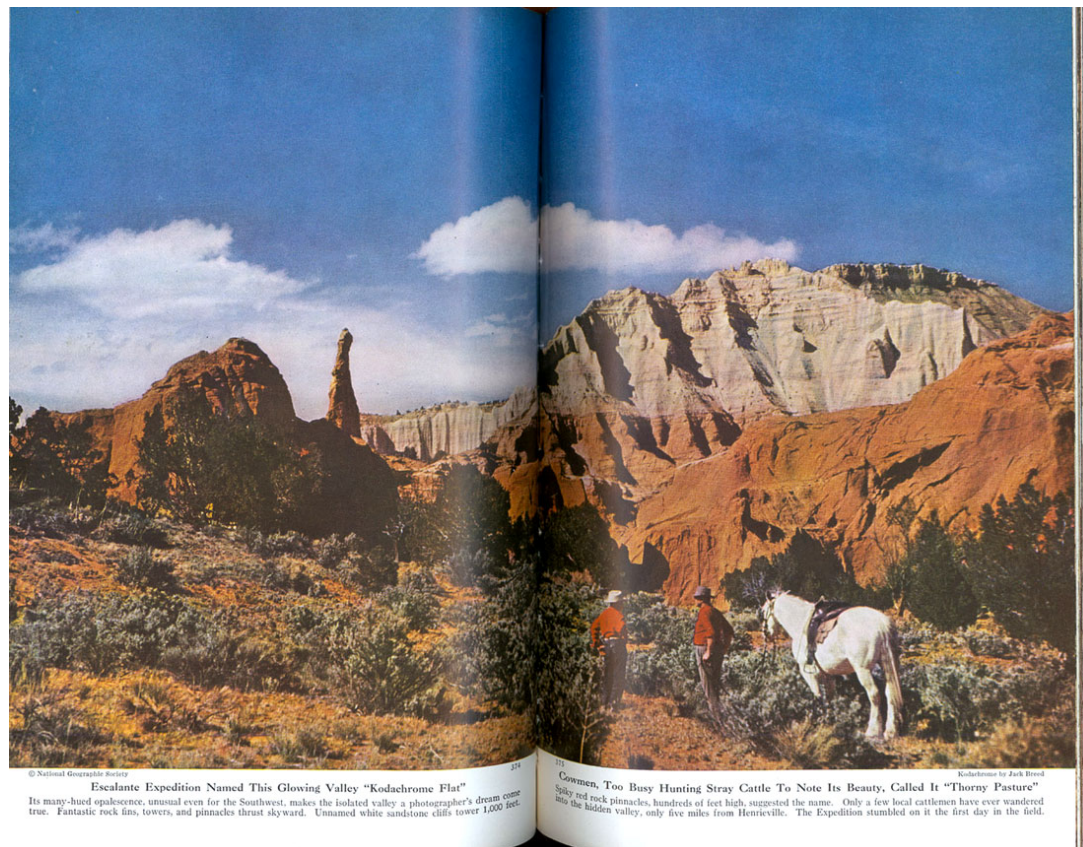 © National Geographic Society
374
Escalante Expedition Named This Glowing Valley "Kodachrome Flat"
Its many-hued opalescence, unusual even for the Southwest, makes the isolated valley a photographer's dream come
true. Fantastic rock fins, towers, and pinnacles thrust skyward. Unnamed white sandstone cliffs tower 1,000 feet.
375
Kodachrome by Jack Breed
Cowmen, Too Busy Hunting Stray Cattle To Note Its Beauty, Called It "Thorny Pasture"
Spiky red rock pinnacles, hundreds of feet high, suggested the name. Only a few local cattlemen have ever wandered
into the hidden valley, only five miles from Henrieville. The Expedition stumbled on it the first day in the field.